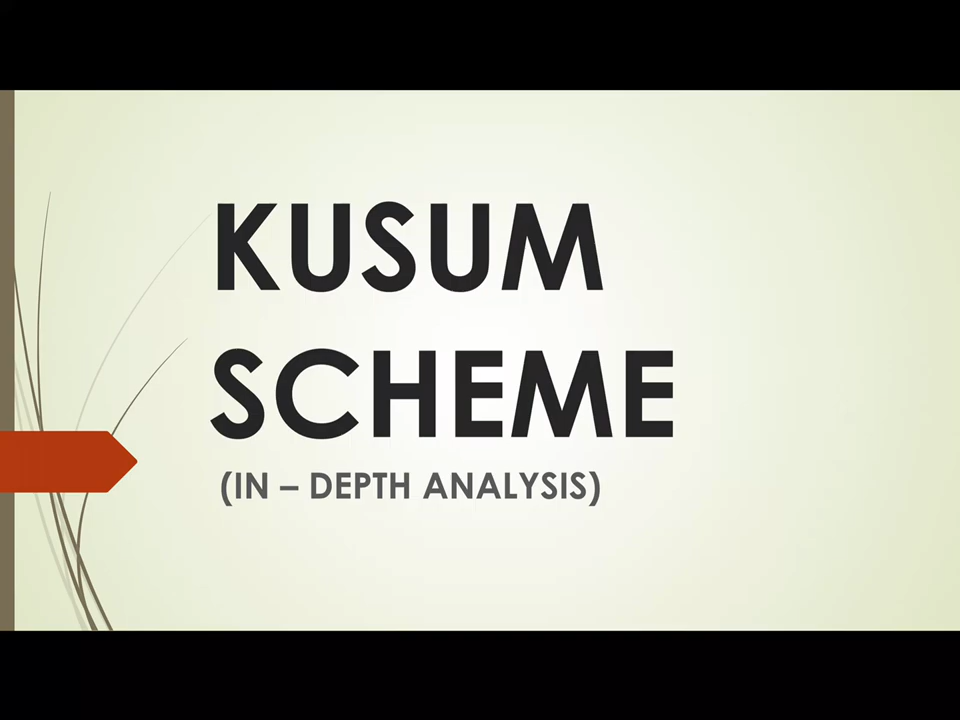 KUSUM
SCHEME
(IN – DEPTH ANALYSIS)